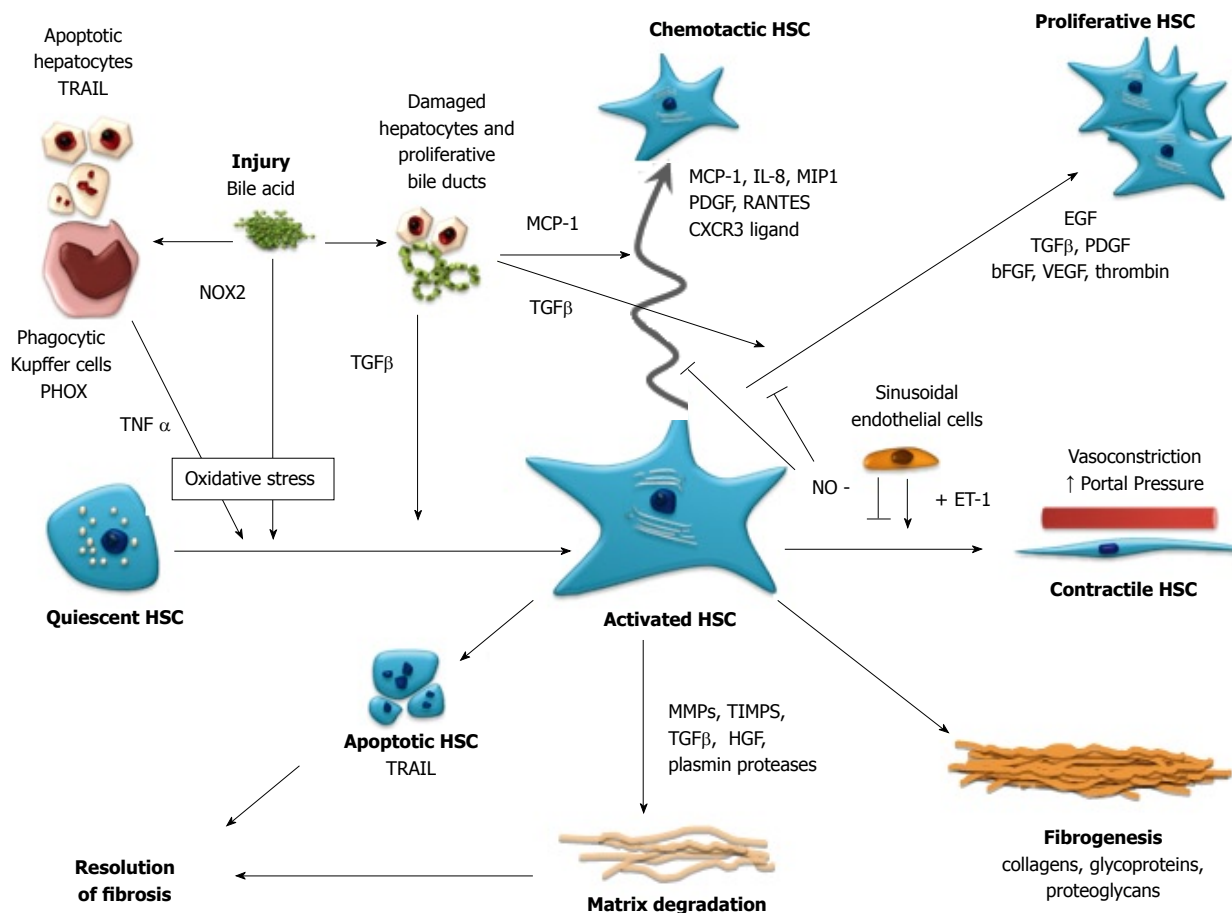 Apoptotic
hepatocytes
TRAIL
Injury
Bile acid
Damaged
hepatocytes and
proliferative
bile ducts
Chemotactic HSC
Proliferative HSC
MCP-1, IL-8, MIP1
PDGF, RANTES
CXCR3 ligand
MCP-1
TGFβ
EGF
TGFβ, PDGF
bFGF, VEGF, thrombin
NOX2
Phagocytic
Kupffer cells
PHOX
TGFβ
TNF α
Oxidative stress
Sinusoidal
endothelial cells
NO -
+ ET-1
Vasoconstriction
↑ Portal Pressure
Quiescent HSC
Activated HSC
Contractile HSC
Apoptotic HSC
TRAIL
MMPs, TIMPS,
TGFβ, HGF,
plasmin proteases
Resolution
of fibrosis
Matrix degradation
Fibrogenesis
collagens, glycoproteins,
proteoglycans